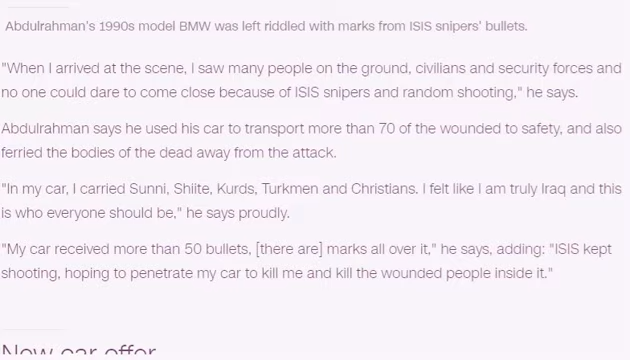 Abdulrahman's 1990s model BMW was left riddled with marks from ISIS snipers' bullets.
"When I arrived at the scene, I saw many people on the ground, civilians and security forces and
no one could dare to come close because of ISIS snipers and random shooting," he says.
Abdulrahman says he used his car to transport more than 70 of the wounded to safety, and also
ferried the bodies of the dead away from the attack.
"In my car, I carried Sunni, Shiite, Kurds, Turkmen and Christians. I felt like I am truly Iraq and this
is who everyone should be," he says proudly.
"My car received more than 50 bullets, [there are] marks all over it," he says, adding: "ISIS kept
shooting, hoping to penetrate my car to kill me and kill the wounded people inside it."
New car offer